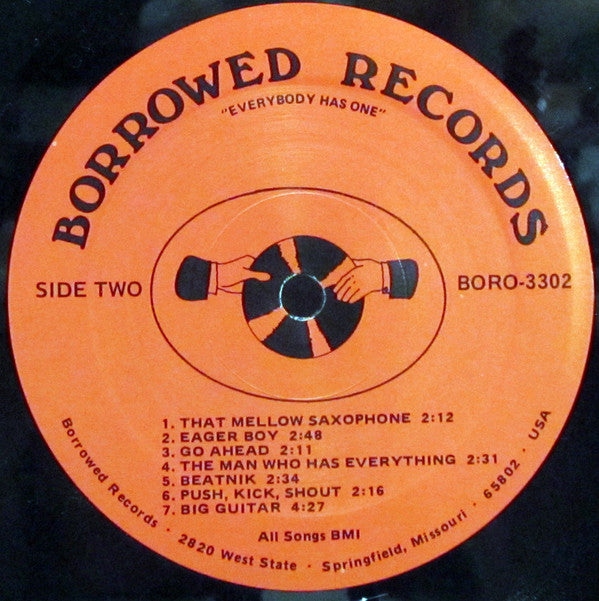 BORROWED RECORDS
"EVERYBODY HAS ONE"
SIDE TWO
BORO-3302
1. THAT MELLOW SAXOPHONE 2:12
2. EAGER BOY 2:48
3. GO AHEAD 2:11
4. THE MAN WHO HAS EVERYTHING 2:31
5. BEATNIK 2:34
6. PUSH, KICK, SHOUT 2:16
7. BIG GUITAR 4:27
All Songs BMI
Borrowed Records · 2820 West State · Springfield, Missouri · 65802 · USA